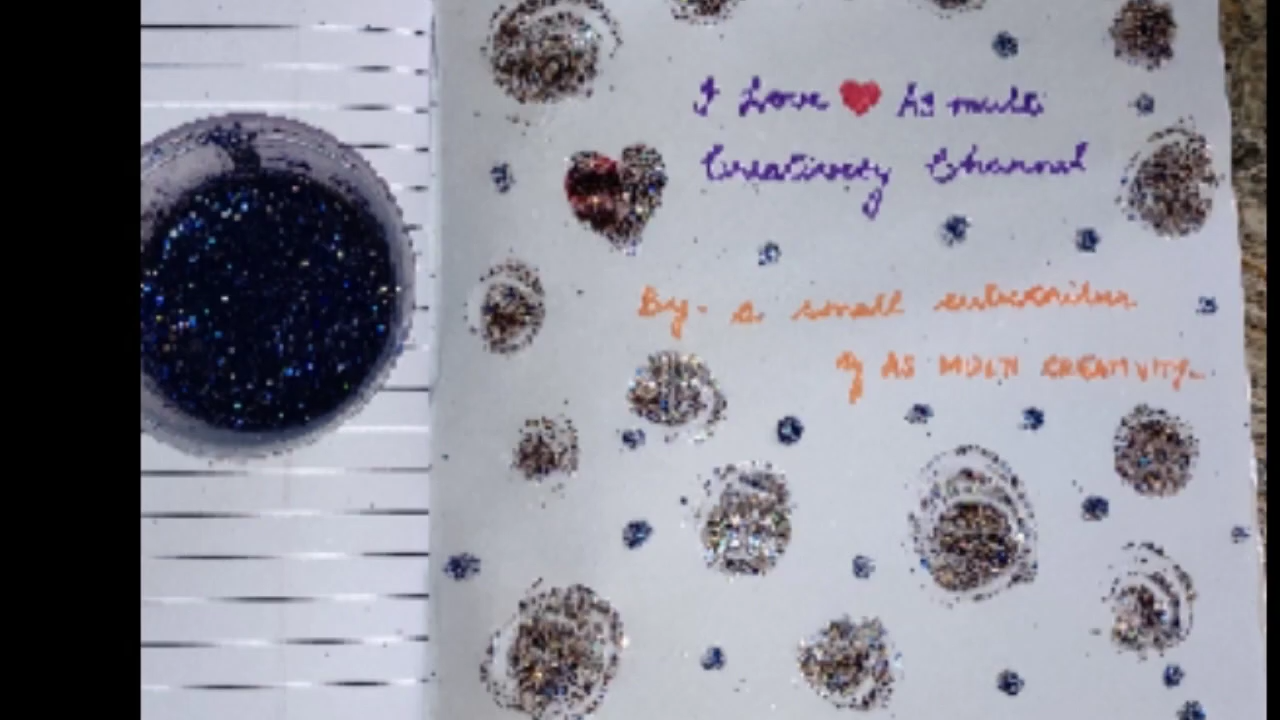 I Love ❤ As multi
Creativity Channel
By- a small subscriber
of AS MULTI CREATIVITY.